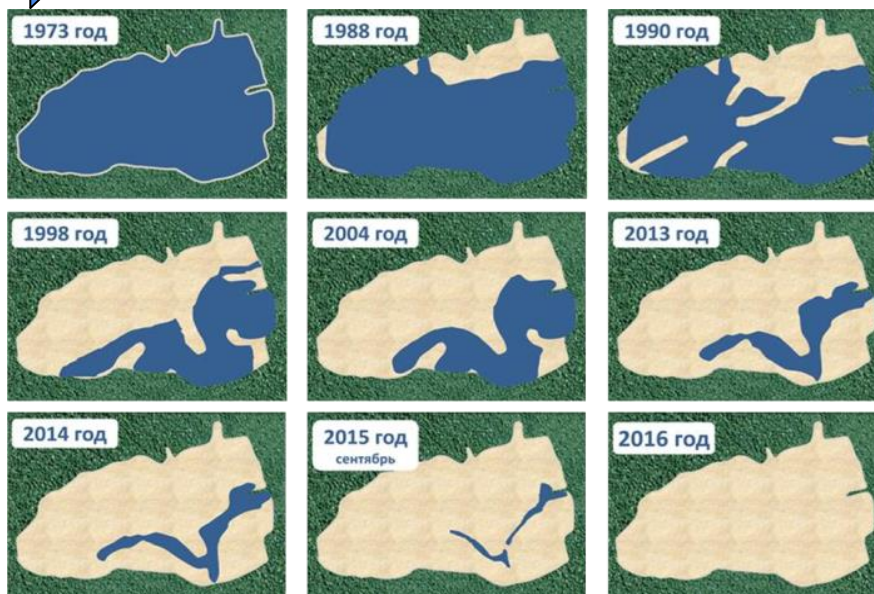 1973 год
1988 год
1990 год
1998 год
2004 год
2013 год
2014 год
2015 год
сентябрь
2016 год